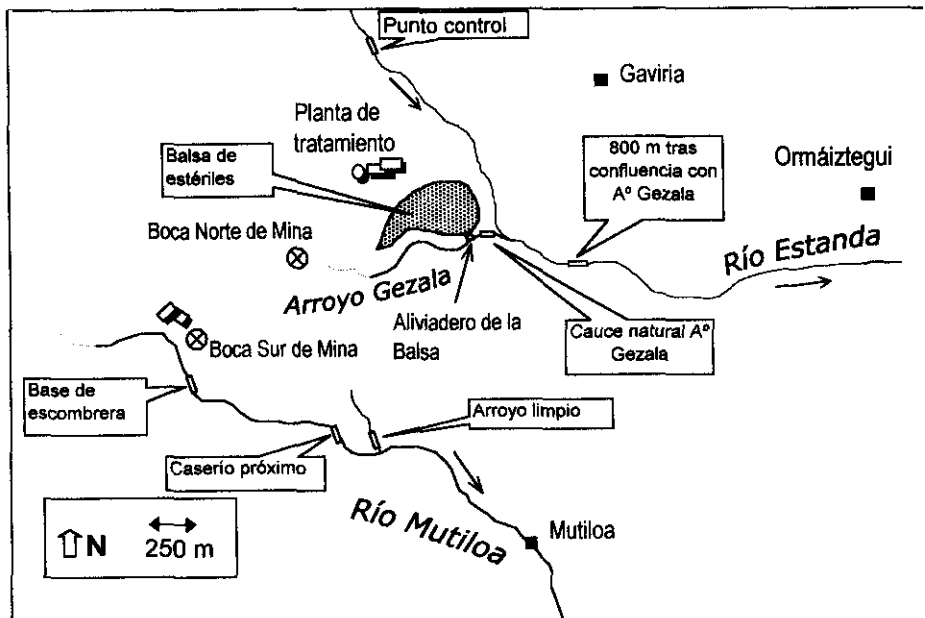 Punto control
Gaviria
Planta de
tratamiento
Balsa de
estériles
800 m tras
confluencia con
Aº Gezala
Ormáiztegui
Boca Norte de Mina
Río Estanda
Arroyo Gezala
Aliviadero de la
Balsa
Cauce natural Aº
Gezala
Boca Sur de Mina
Base de
escombrera
Arroyo limpio
Caserío próximo
Río Mutiloa
Mutiloa
N
250 m